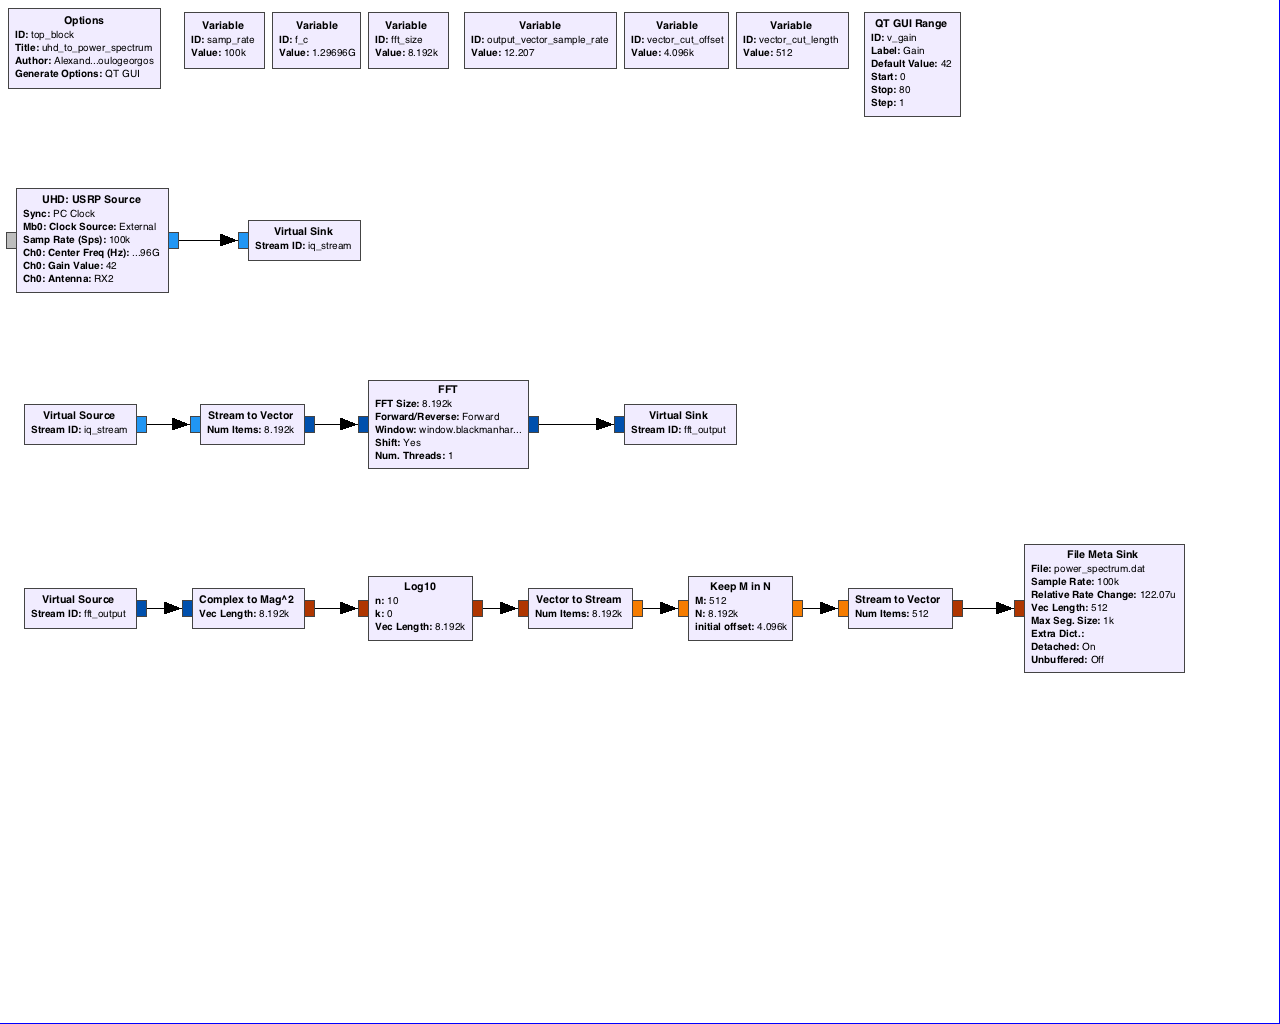 Options
ID: top_block
Title: uhd_to_power_spectrum
Author: Alexand...oulogeorgos
Generate Options: QT GUI
Variable
ID: samp_rate
Value: 100k
Variable
ID: f_c
Value: 1.29696G
Variable
ID: fft_size
Value: 8.192k
Variable
ID: output_vector_sample_rate
Value: 12.207
Variable
ID: vector_cut_offset
Value: 4.096k
Variable
ID: vector_cut_length
Value: 512
QT GUI Range
ID: v_gain
Label: Gain
Default Value: 42
Start: 0
Stop: 80
Step: 1
UHD: USRP Source
Sync: PC Clock
Mb0: Clock Source: External
Samp Rate (Sps): 100k
Ch0: Center Freq (Hz): ...96G
Ch0: Gain Value: 42
Ch0: Antenna: RX2
Virtual Sink
Stream ID: iq_stream
Virtual Source
Stream ID: iq_stream
Stream to Vector
Num Items: 8.192k
FFT
FFT Size: 8.192k
Forward/Reverse: Forward
Window: window.blackmanhar...
Shift: Yes
Num. Threads: 1
Virtual Sink
Stream ID: fft_output
Virtual Source
Stream ID: fft_output
Complex to Mag^2
Vec Length: 8.192k
Log10
n: 10
k: 0
Vec Length: 8.192k
Vector to Stream
Num Items: 8.192k
Keep M in N
M: 512
N: 8.192k
initial offset: 4.096k
Stream to Vector
Num Items: 512
File Meta Sink
File: power_spectrum.dat
Sample Rate: 100k
Relative Rate Change: 122.07u
Vec Length: 512
Max Seg. Size: 1k
Extra Dict.:
Detached: On
Unbuffered: Off